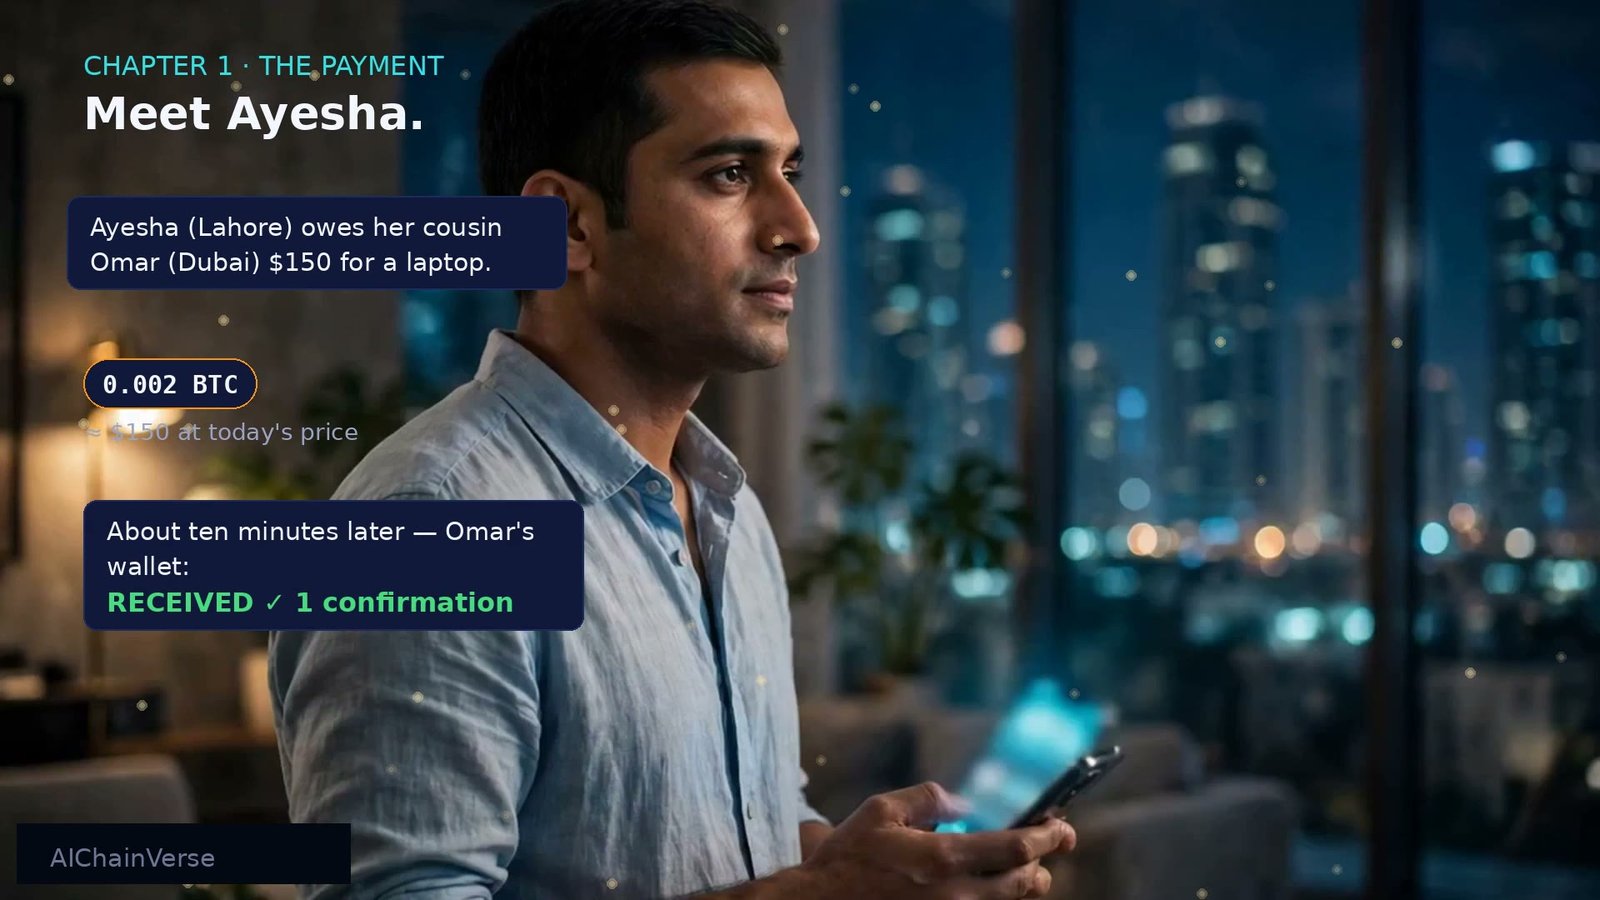 CHAPTER 1 · THE PAYMENT
Meet Ayesha.
Ayesha (Lahore) owes her cousin
Omar (Dubai) $150 for a laptop.
0.002 BTC
≈ $150 at today's price
About ten minutes later — Omar's
wallet:
RECEIVED ✓ 1 confirmation
AIChainVerse